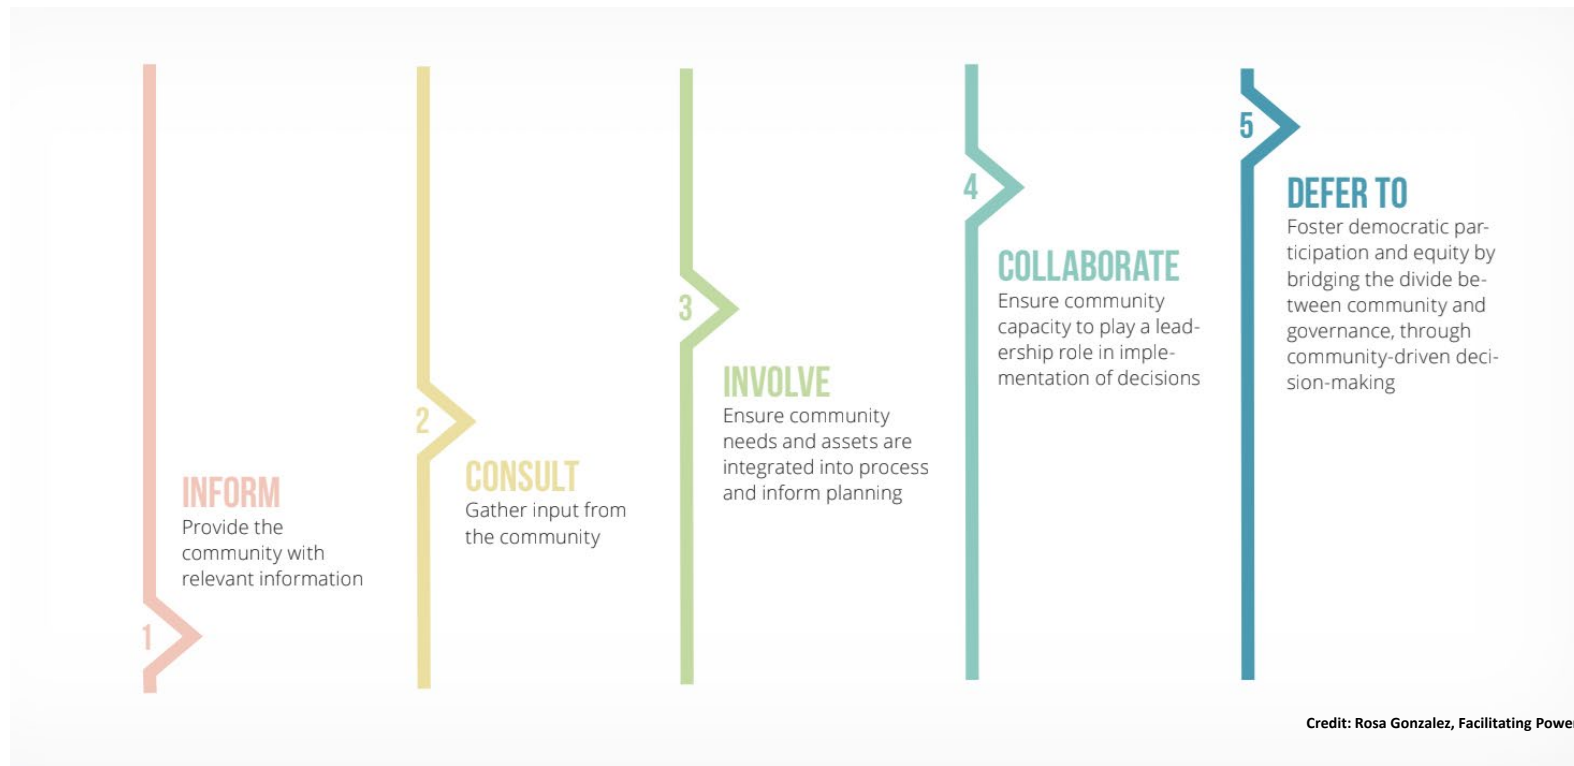 1
INFORM
Provide the
community with
relevant information
2
CONSULT
Gather input from
the community
3
INVOLVE
Ensure community
needs and assets are
integrated into process
and inform planning
4
COLLABORATE
Ensure community
capacity to play a lead-
ership role in imple-
mentation of decisions
5
DEFER TO
Foster democratic par-
ticipation and equity by
bridging the divide be-
tween community and
governance, through
community-driven deci-
sion-making
Credit: Rosa Gonzalez, Facilitating Power